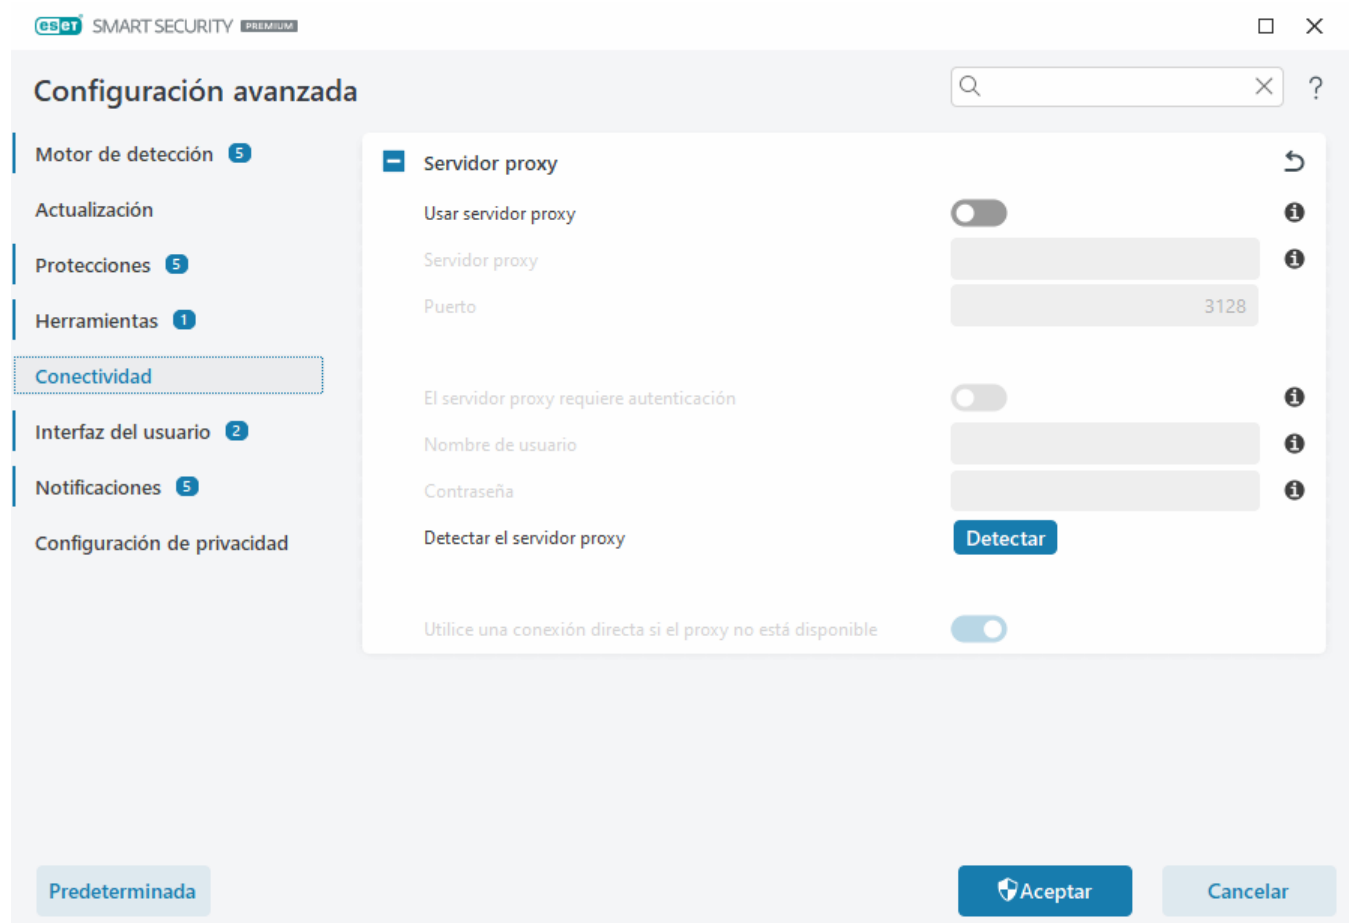 eset SMART SECURITY PREMIUM
Configuración avanzada
?
Motor de detección 5
Actualización
Protecciones 5
Herramientas 1
Conectividad
Interfaz del usuario 2
Notificaciones 5
Configuración de privacidad
Servidor proxy
Usar servidor proxy
Servidor proxy
Puerto 3128
El servidor proxy requiere autenticación
Nombre de usuario
Contraseña
Detectar el servidor proxy Detectar
Utilice una conexión directa si el proxy no está disponible
Predeterminada Aceptar Cancelar